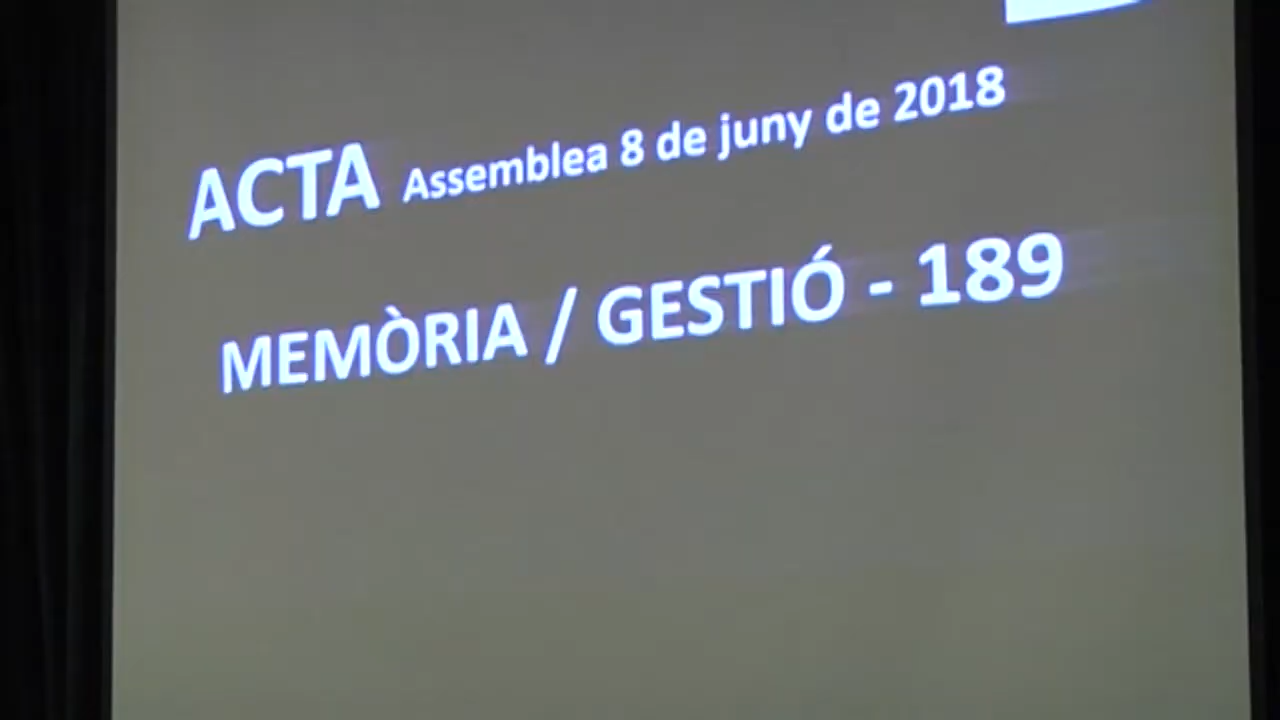 ACTA Assemblea 8 de juny de 2018
MEMÒRIA / GESTIÓ - 189